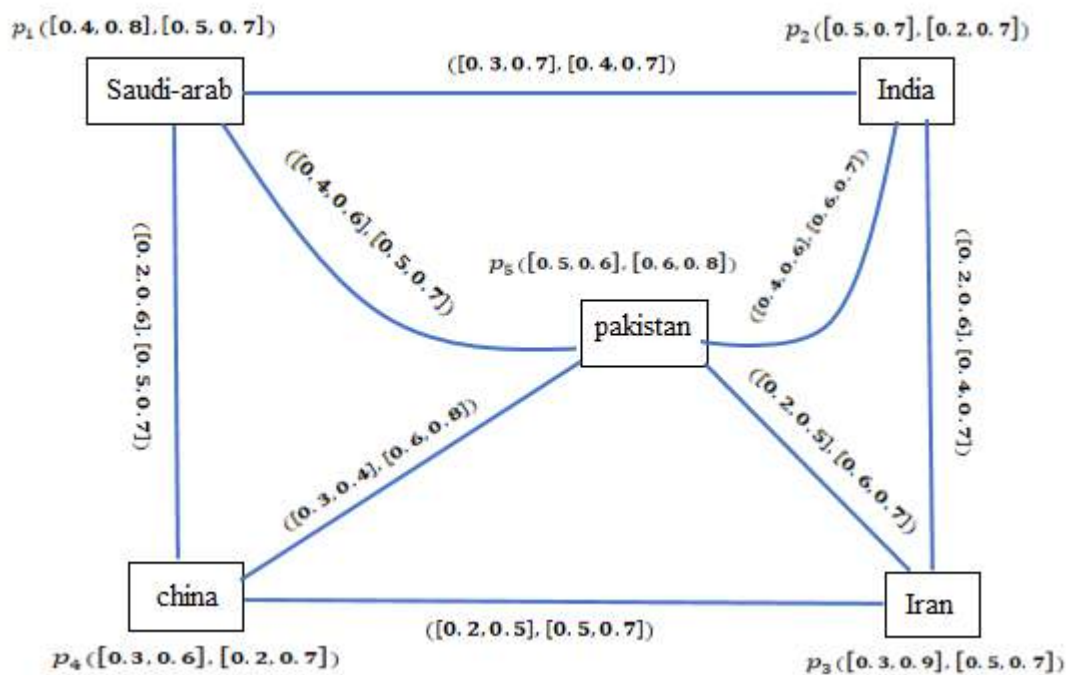 p₁([0.4, 0.8], [0.5, 0.7])
p₂([0.5, 0.7], [0.2, 0.7])
([0.3, 0.7], [0.4, 0.7])
Saudi-arab
India
([0.4, 0.6], [0.5, 0.7])
([0.4, 0.6], [0.6, 0.7])
([0.2, 0.6], [0.5, 0.7])
p₅([0.5, 0.6], [0.6, 0.8])
([0.2, 0.6], [0.4, 0.7])
pakistan
([0.3, 0.4], [0.6, 0.8])
([0.2, 0.5], [0.6, 0.7])
china
Iran
([0.2, 0.5], [0.5, 0.7])
p₄([0.3, 0.6], [0.2, 0.7])
p₃([0.3, 0.9], [0.5, 0.7])